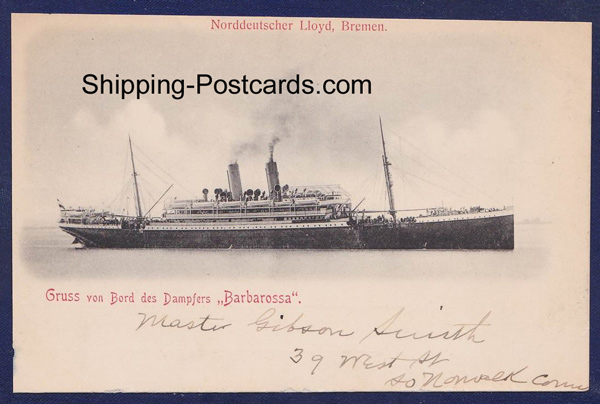 Norddeutscher Lloyd, Bremen.
Shipping-Postcards.com
Gruss von Bord des Dampfers „Barbarossa“.
Master Gibson Smith
39 West St
So Norwalk Conn